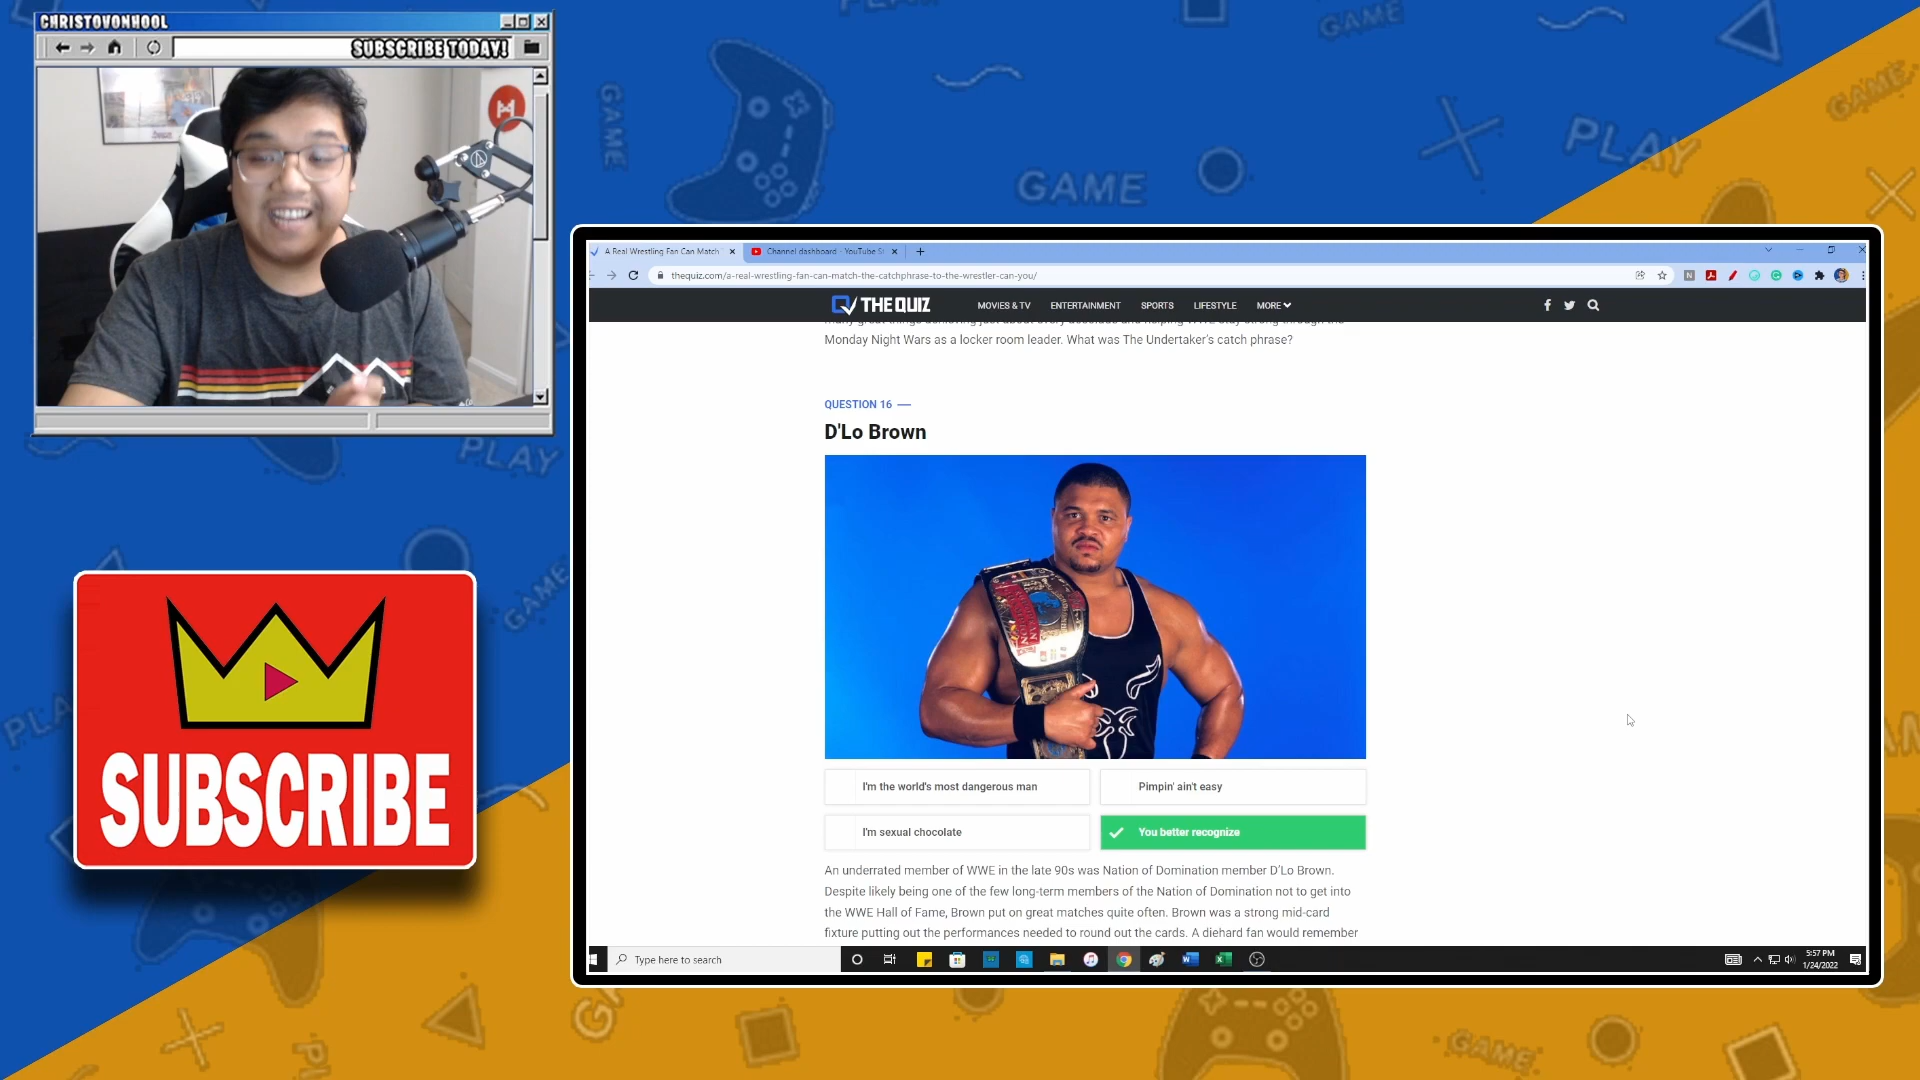 CHRISTOVONHOOL
SUBSCRIBE TODAY!
SUBSCRIBE
GAME
PLAY
GAME
PLAY
GAME
A Real Wrestling Fan Can Match
Channel dashboard - YouTube St
thequiz.com/a-real-wrestling-fan-can-match-the-catchphrase-to-the-wrestler-can-you/
THE QUIZ
MOVIES & TV
ENTERTAINMENT
SPORTS
LIFESTYLE
MORE
Monday Night Wars as a locker room leader. What was The Undertaker's catch phrase?
QUESTION 16 —
D'Lo Brown
I'm the world's most dangerous man
Pimpin' ain't easy
I'm sexual chocolate
You better recognize
An underrated member of WWE in the late 90s was Nation of Domination member D'Lo Brown.
Despite likely being one of the few long-term members of the Nation of Domination not to get into
the WWE Hall of Fame, Brown put on great matches quite often. Brown was a strong mid-card
fixture putting out the performances needed to round out the cards. A diehard fan would remember
Type here to search
5:57 PM
1/24/2022